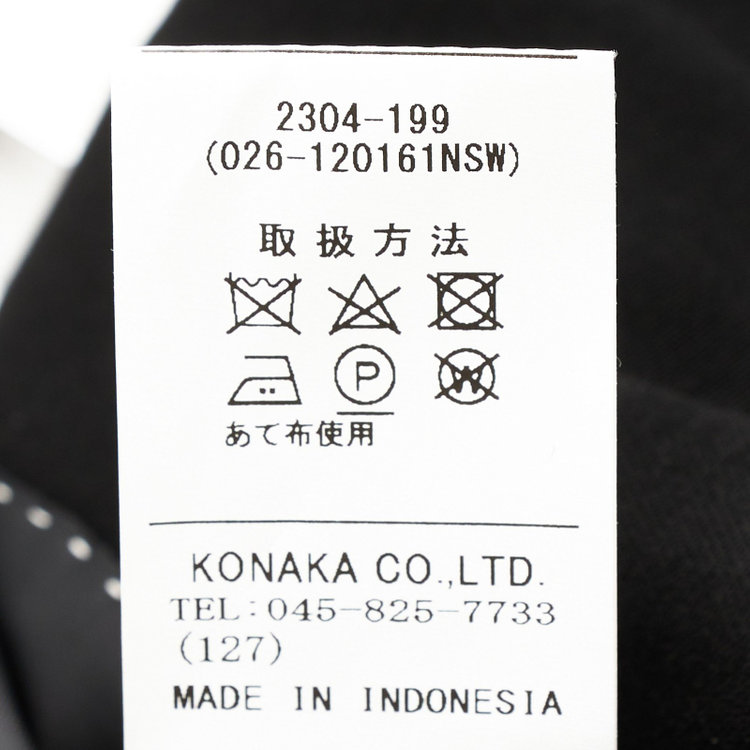 2304-199
(026-120161NSW)
取扱方法
P W
あて布使用
KONAKA CO.,LTD.
TEL:045-825-7733
(127)
MADE IN INDONESIA